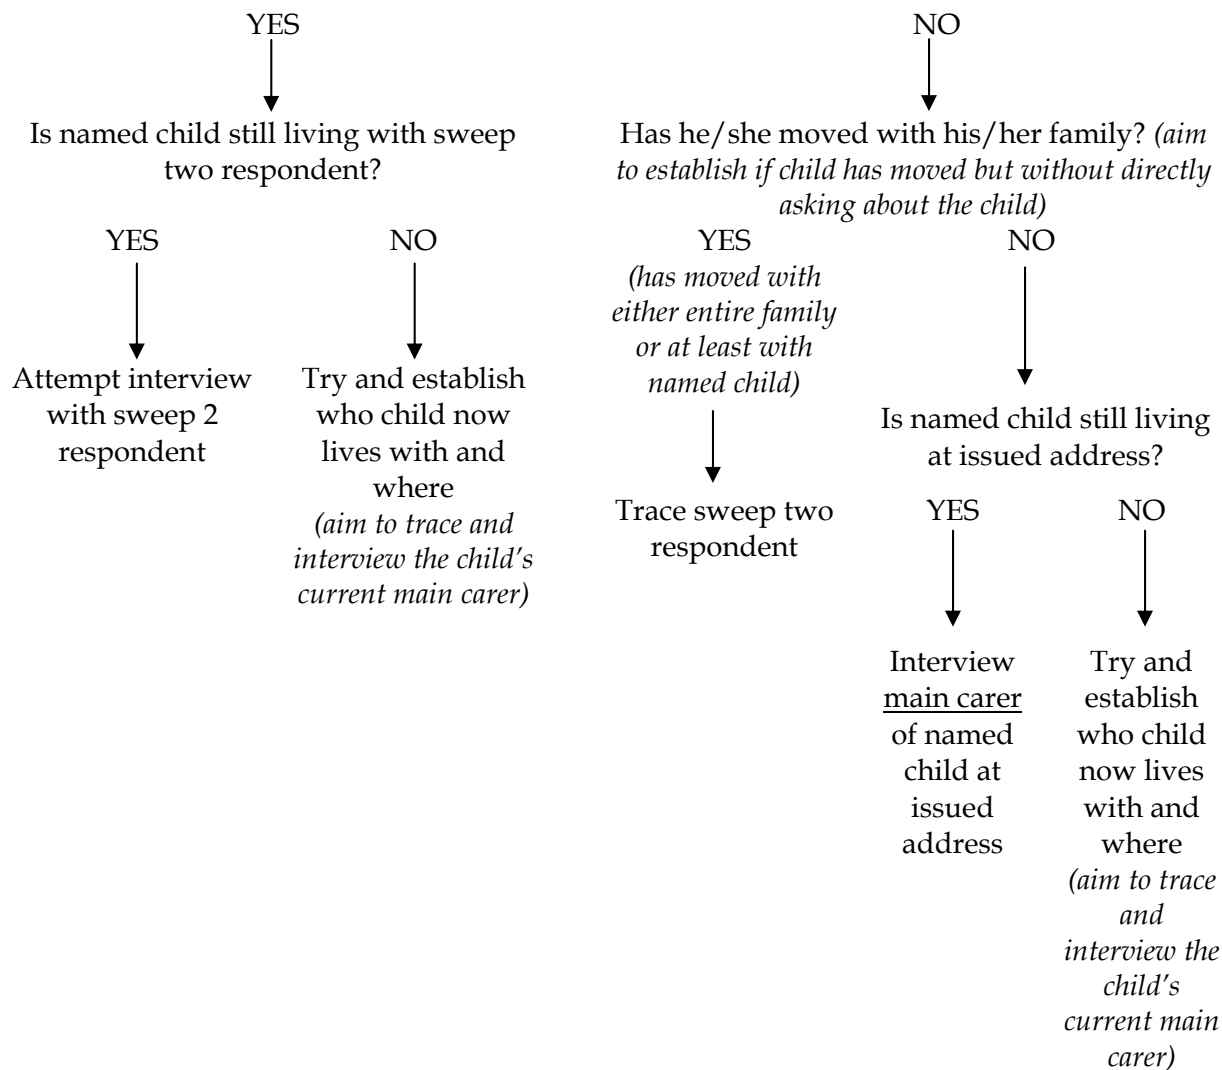 YES
Is named child still living with sweep
two respondent?
YES
Attempt interview
with sweep 2
respondent
NO
Try and establish
who child now
lives with and
where
(aim to trace and
interview the child's
current main carer)
NO
Has he/she moved with his/her family? (aim
to establish if child has moved but without directly
asking about the child)
YES
(has moved with
either entire family
or at least with
named child)
Trace sweep two
respondent
NO
Is named child still living
at issued address?
YES
Interview
main carer
of named
child at
issued
address
NO
Try and
establish
who child
now lives
with and
where
(aim to trace
and
interview the
child's
current main
carer)